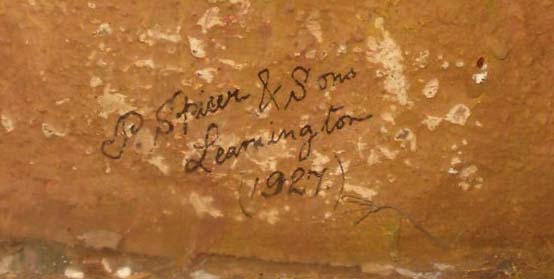 P. Spicer & Sons
Leamington
(1927.)